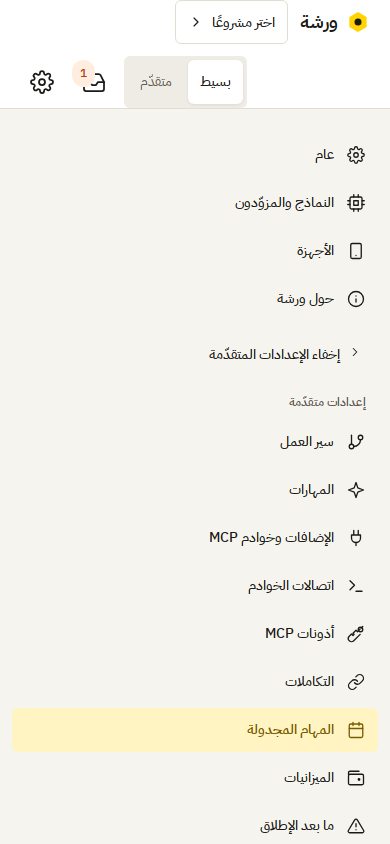 ورشة
اختر مشروعًا
بسيط
متقدّم
1
عام
النماذج والمزوّدون
الأجهزة
حول ورشة
إخفاء الإعدادات المتقدّمة
إعدادات متقدّمة
سير العمل
المهارات
الإضافات وخوادم MCP
اتصالات الخوادم
أذونات MCP
التكاملات
المهام المجدولة
الميزانيات
ما بعد الإطلاق